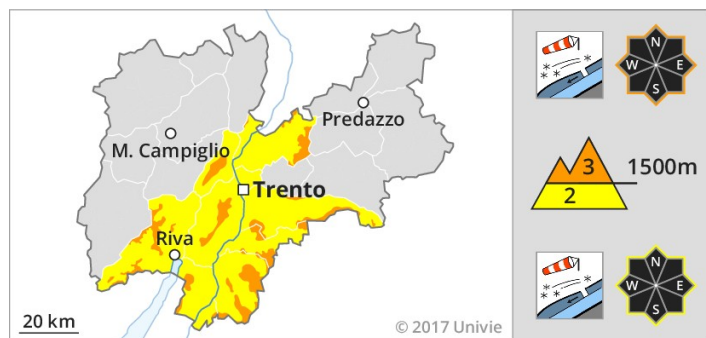 Predazzo
M. Campiglio
Trento
Riva
20 km
© 2017 Univie
N
W E
S
3 1500m
2
N
W E
S